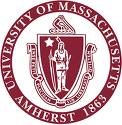 UNIVERSITY OF MASSACHUSETTS
AMHERST 1863